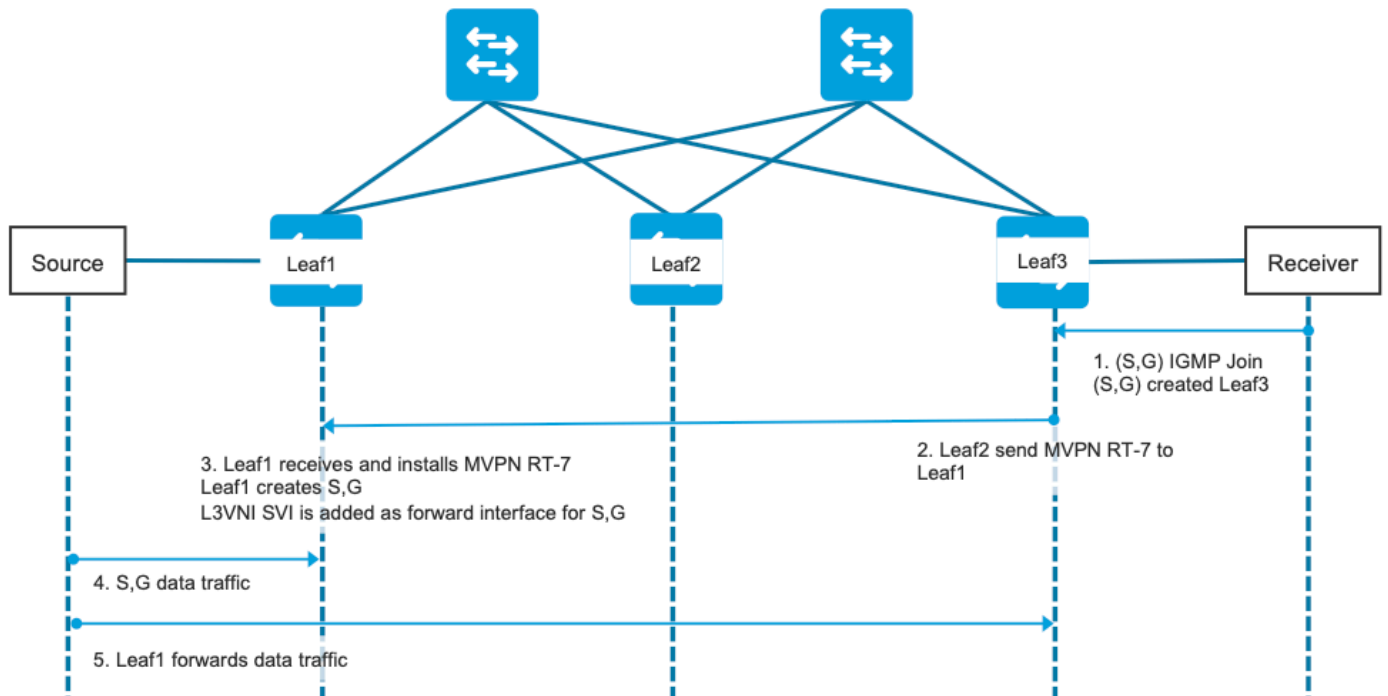 Source
Leaf1
Leaf2
Leaf3
Receiver
1. (S,G) IGMP Join
(S,G) created Leaf3
2. Leaf2 send MVPN RT-7 to
Leaf1
3. Leaf1 receives and installs MVPN RT-7
Leaf1 creates S,G
L3VNI SVI is added as forward interface for S,G
4. S,G data traffic
5. Leaf1 forwards data traffic